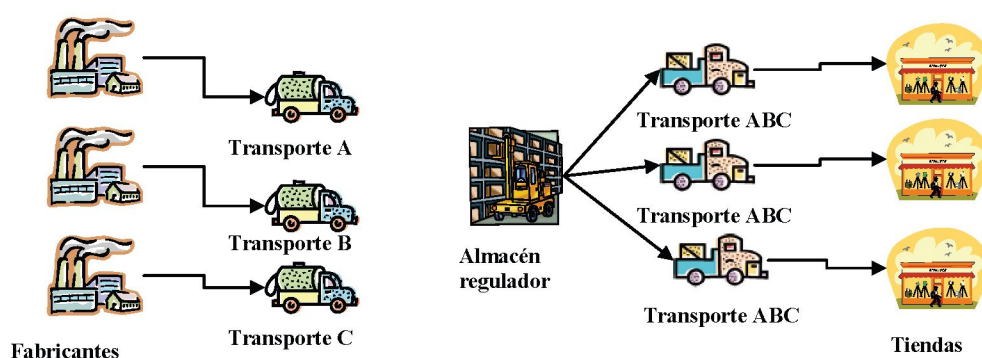 Transporte A
Transporte ABC
Transporte B
Transporte ABC
Almacén
regulador
Transporte C
Transporte ABC
Fabricantes
Tiendas